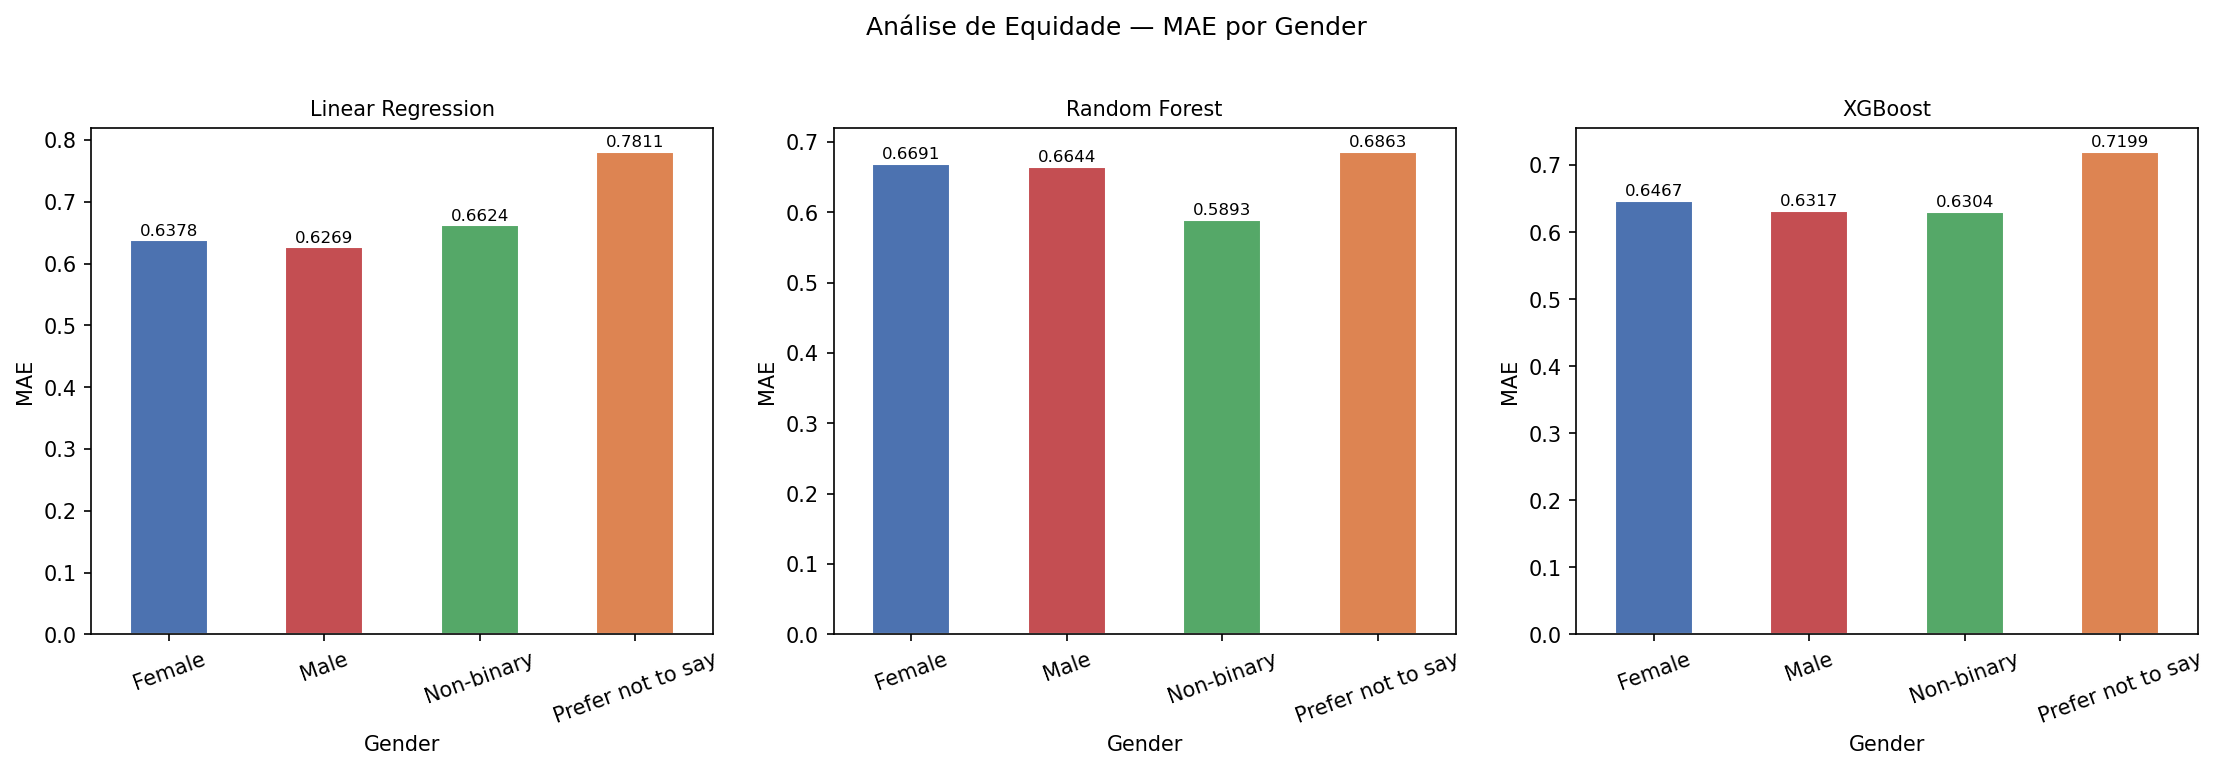 Análise de Equidade — MAE por Gender
Linear Regression
0.8
0.7
0.6
0.5
0.4
0.3
0.2
0.1
0.0
MAE
0.6378
0.6269
0.6624
0.7811
Female
Male
Non-binary
Prefer not to say
Gender
Random Forest
0.7
0.6
0.5
0.4
0.3
0.2
0.1
0.0
MAE
0.6691
0.6644
0.5893
0.6863
Female
Male
Non-binary
Prefer not to say
Gender
XGBoost
0.7
0.6
0.5
0.4
0.3
0.2
0.1
0.0
MAE
0.6467
0.6317
0.6304
0.7199
Female
Male
Non-binary
Prefer not to say
Gender